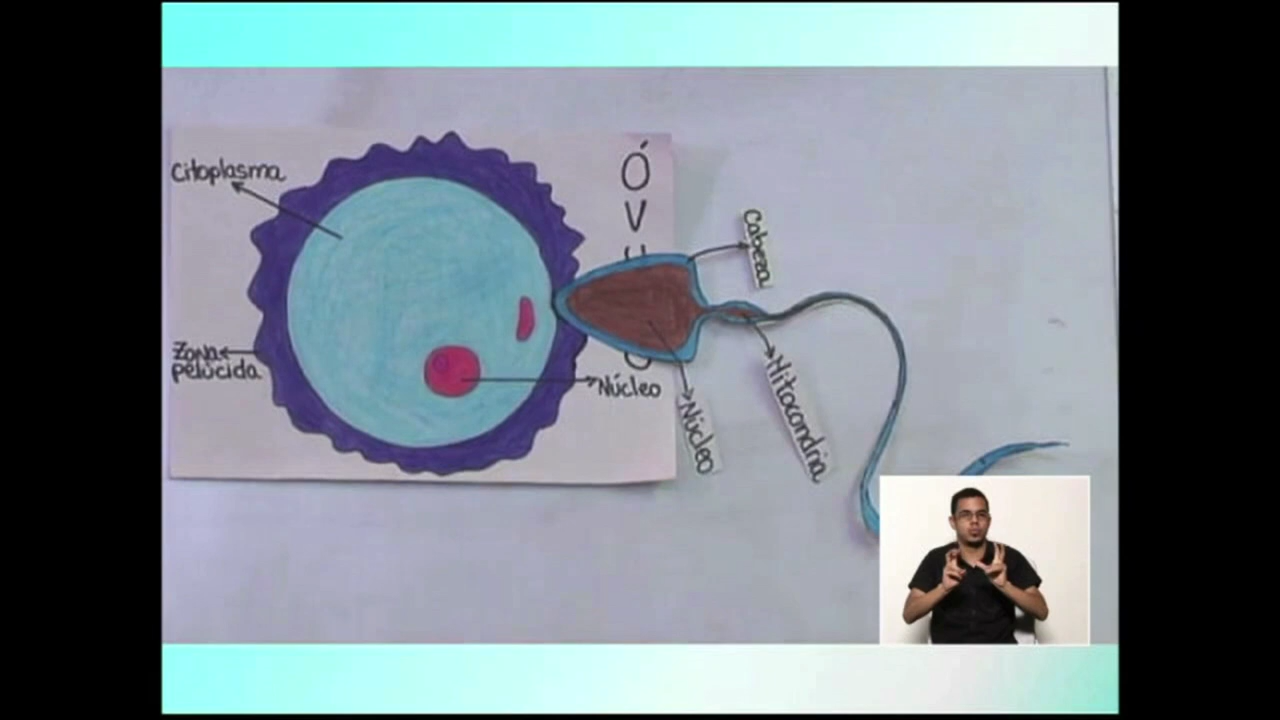 Citoplasma
Zona
pelúcida
Núcleo
Cabeza
Mitocondria
Núcleo